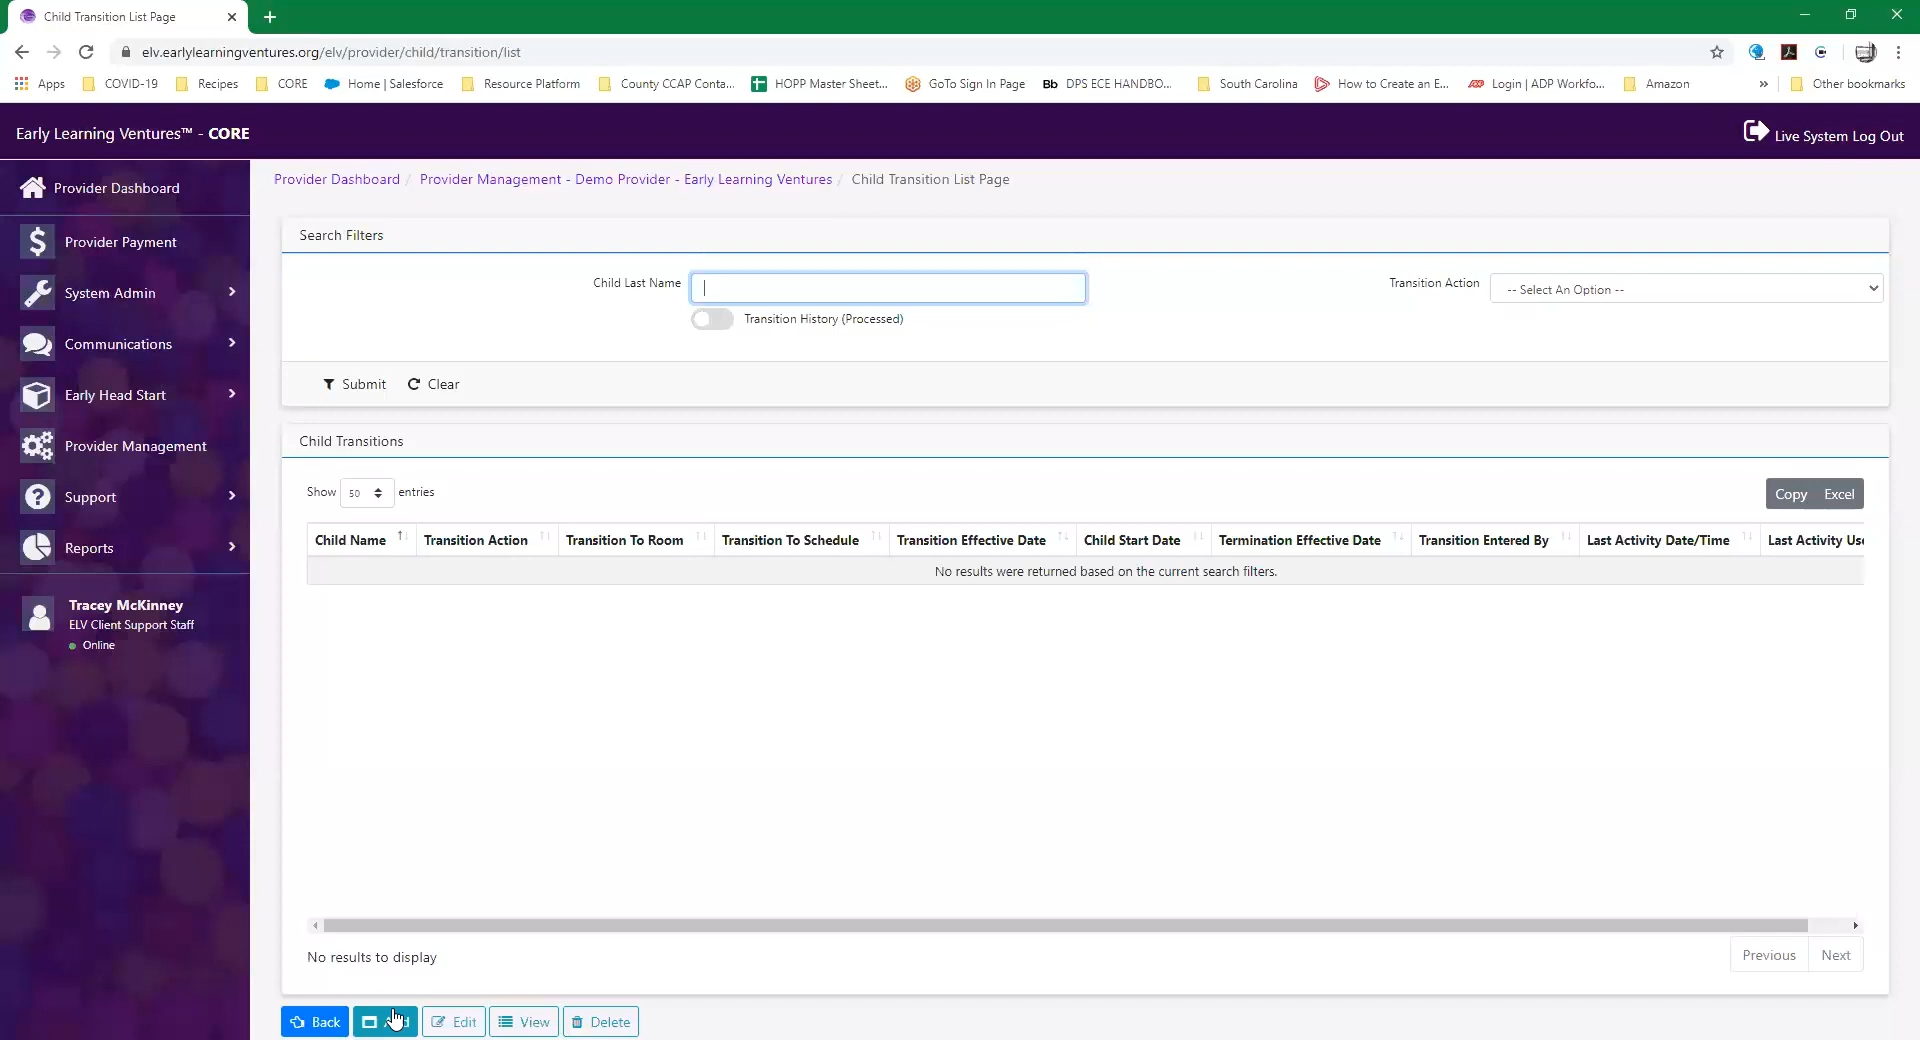 Child Transition List Page
elv.earlylearningventures.org/elv/provider/child/transition/list
Apps COVID-19 Recipes CORE Home | Salesforce Resource Platform County CCAP Conta... HOPP Master Sheet... GoTo Sign In Page Bb DPS ECE HANDBO... South Carolina How to Create an E... Login | ADP Workfo... Amazon » Other bookmarks
Early Learning Ventures™ - CORE
Live System Log Out
Provider Dashboard
Provider Payment
System Admin
Communications
Early Head Start
Provider Management
Support
Reports
Tracey McKinney
ELV Client Support Staff
Online
Provider Dashboard / Provider Management - Demo Provider - Early Learning Ventures / Child Transition List Page
Search Filters
Child Last Name
Transition Action -- Select An Option --
Transition History (Processed)
Submit Clear
Child Transitions
Show 50 entries
Copy Excel
Child Name Transition Action Transition To Room Transition To Schedule Transition Effective Date Child Start Date Termination Effective Date Transition Entered By Last Activity Date/Time Last Activity Use
No results were returned based on the current search filters.
No results to display
Previous Next
Back Edit View Delete